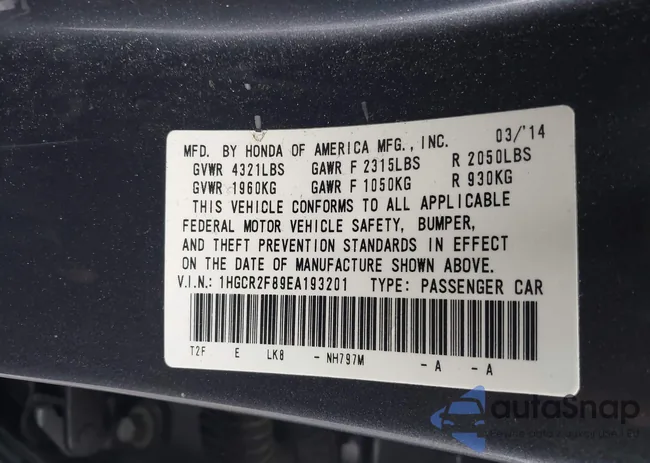 MFD. BY HONDA OF AMERICA MFG., INC. 03/'14
GVWR 4321LBS GAWR F 2315LBS R 2050LBS
GVWR 1960KG GAWR F 1050KG R 930KG
THIS VEHICLE CONFORMS TO ALL APPLICABLE
FEDERAL MOTOR VEHICLE SAFETY, BUMPER,
AND THEFT PREVENTION STANDARDS IN EFFECT
ON THE DATE OF MANUFACTURE SHOWN ABOVE.
V.I.N.: 1HGCR2F89EA193201 TYPE: PASSENGER CAR
T2F E LK8 - NH797M - A - A
autaSnap